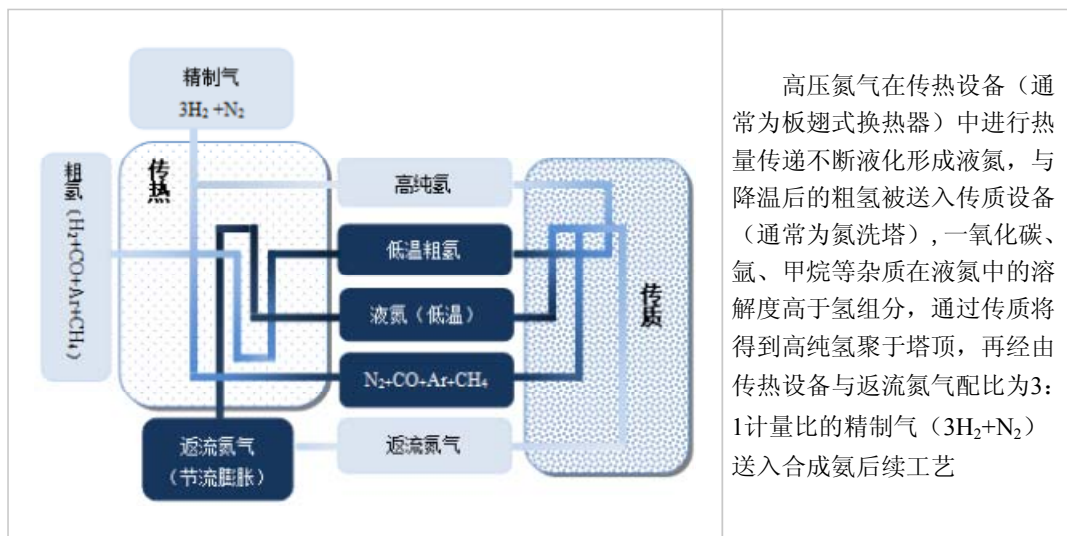 精制气
3H₂ +N₂
粗氢（H₂+CO+Ar+CH₄）
传热
高纯氢
低温粗氢
液氮（低温）
N₂+CO+Ar+CH₄
返流氮气
（节流膨胀）
返流氮气
传质
高压氮气在传热设备（通
常为板翅式换热器）中进行热
量传递不断液化形成液氮，与
降温后的粗氢被送入传质设备
（通常为氮洗塔）,一氧化碳、
氩、甲烷等杂质在液氮中的溶
解度高于氢组分，通过传质将
得到高纯氢聚于塔顶，再经由
传热设备与返流氮气配比为3：
1计量比的精制气（3H₂+N₂）
送入合成氨后续工艺